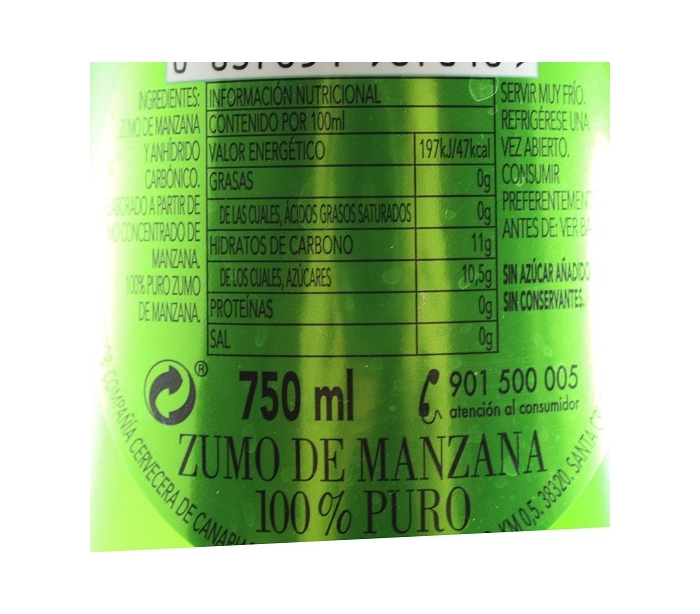 INGREDIENTES:
ZUMO DE MANZANA
Y ANHÍDRIDO
CARBÓNICO.
A PARTIR DE
CONCENTRADO DE
MANZANA.
100% PURO ZUMO
DE MANZANA.
INFORMACIÓN NUTRICIONAL
CONTENIDO POR 100ml
VALOR ENERGÉTICO 197kJ/47kcal
GRASAS 0g
DE LAS CUALES, ÁCIDOS GRASOS SATURADOS 0g
HIDRATOS DE CARBONO 11g
DE LOS CUALES, AZÚCARES 10,5g
PROTEÍNAS 0g
SAL 0g
SERVIR MUY FRÍO.
REFRIGÉRESE UNA
VEZ ABIERTO.
CONSUMIR
PREFERENTEMEN
ANTES DE: VER BA
SIN AZÚCAR AÑADIDO
SIN CONSERVANTES.
®
750 ml
901 500 005
atención al consumidor
ZUMO DE MANZANA
100% PURO
COMPAÑÍA CERVECERA DE CANARIA
KM 0,5. 38320. SANTA CR